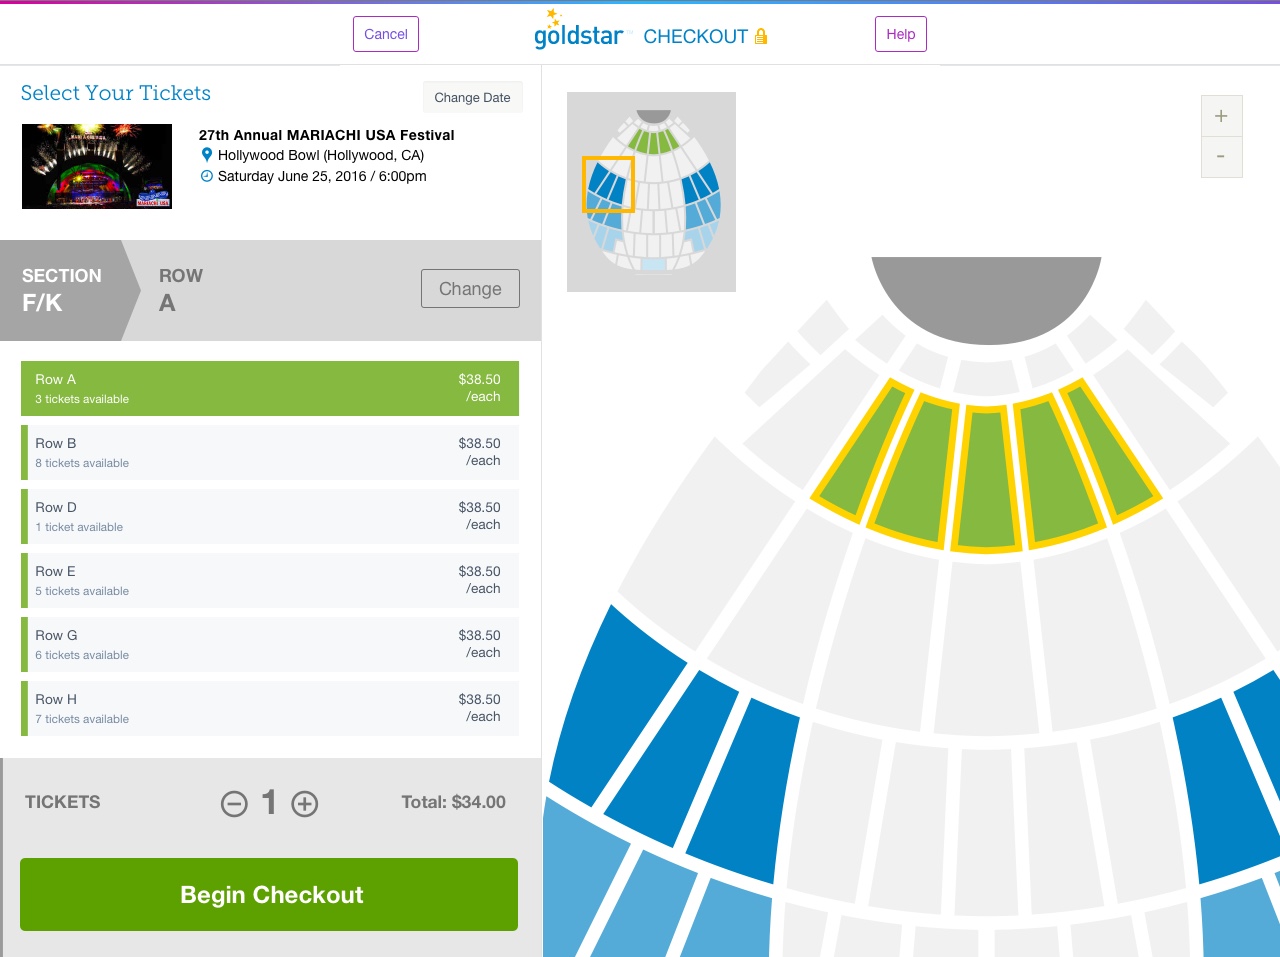 Cancel
goldstar
CHECKOUT
Help
Select Your Tickets
Change Date
27th Annual MARIACHI USA Festival
Hollywood Bowl (Hollywood, CA)
Saturday June 25, 2016 / 6:00pm
MARIACHI USA
SECTION
F/K
ROW
A
Change
Row A
$38.50
3 tickets available
/each
Row B
$38.50
8 tickets available
/each
Row D
$38.50
1 ticket available
/each
Row E
$38.50
5 tickets available
/each
Row G
$38.50
6 tickets available
/each
Row H
$38.50
7 tickets available
/each
TICKETS
1
Total: $34.00
Begin Checkout
+
-